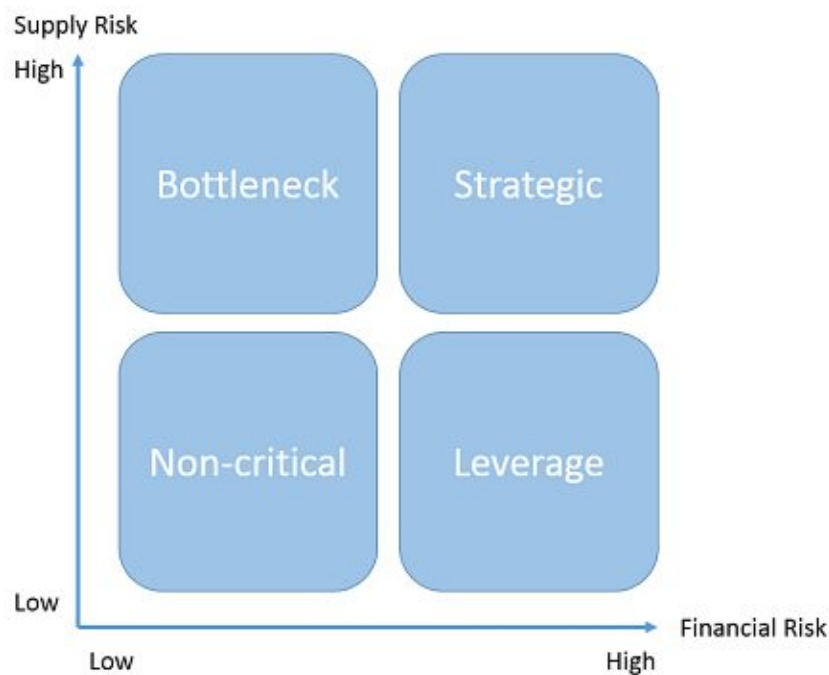 Supply Risk
High
Bottleneck
Strategic
Non-critical
Leverage
Low
Financial Risk
Low
High